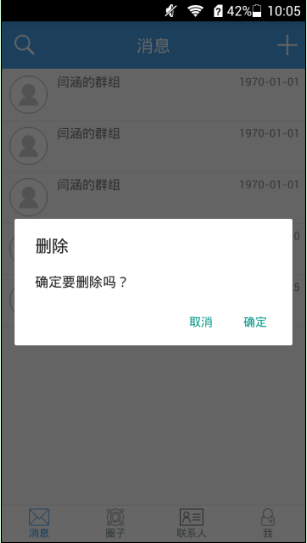 42% 10:05
消息
闫涵的群组 1970-01-01
闫涵的群组 1970-01-01
闫涵的群组 1970-01-01
0
删除
确定要删除吗？
5
取消 确定
消息 圈子 联系人 我